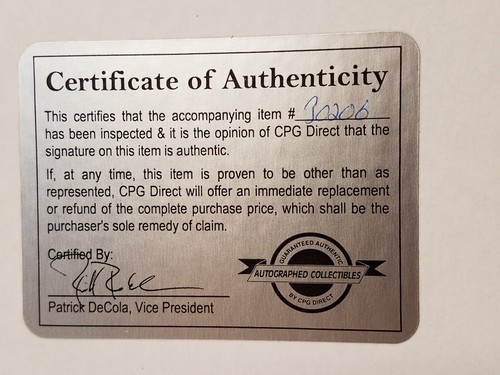 Certificate of Authenticity
This certifies that the accompanying item # 30206
has been inspected & it is the opinion of CPG Direct that the
signature on this item is authentic.
If, at any time, this item is proven to be other than as
represented, CPG Direct will offer an immediate replacement
or refund of the complete purchase price, which shall be the
purchaser's sole remedy of claim.
Certified By:
Patrick DeCola, Vice President
GUARANTEED AUTHENTIC
AUTOGRAPHED COLLECTIBLES
BY CPG DIRECT